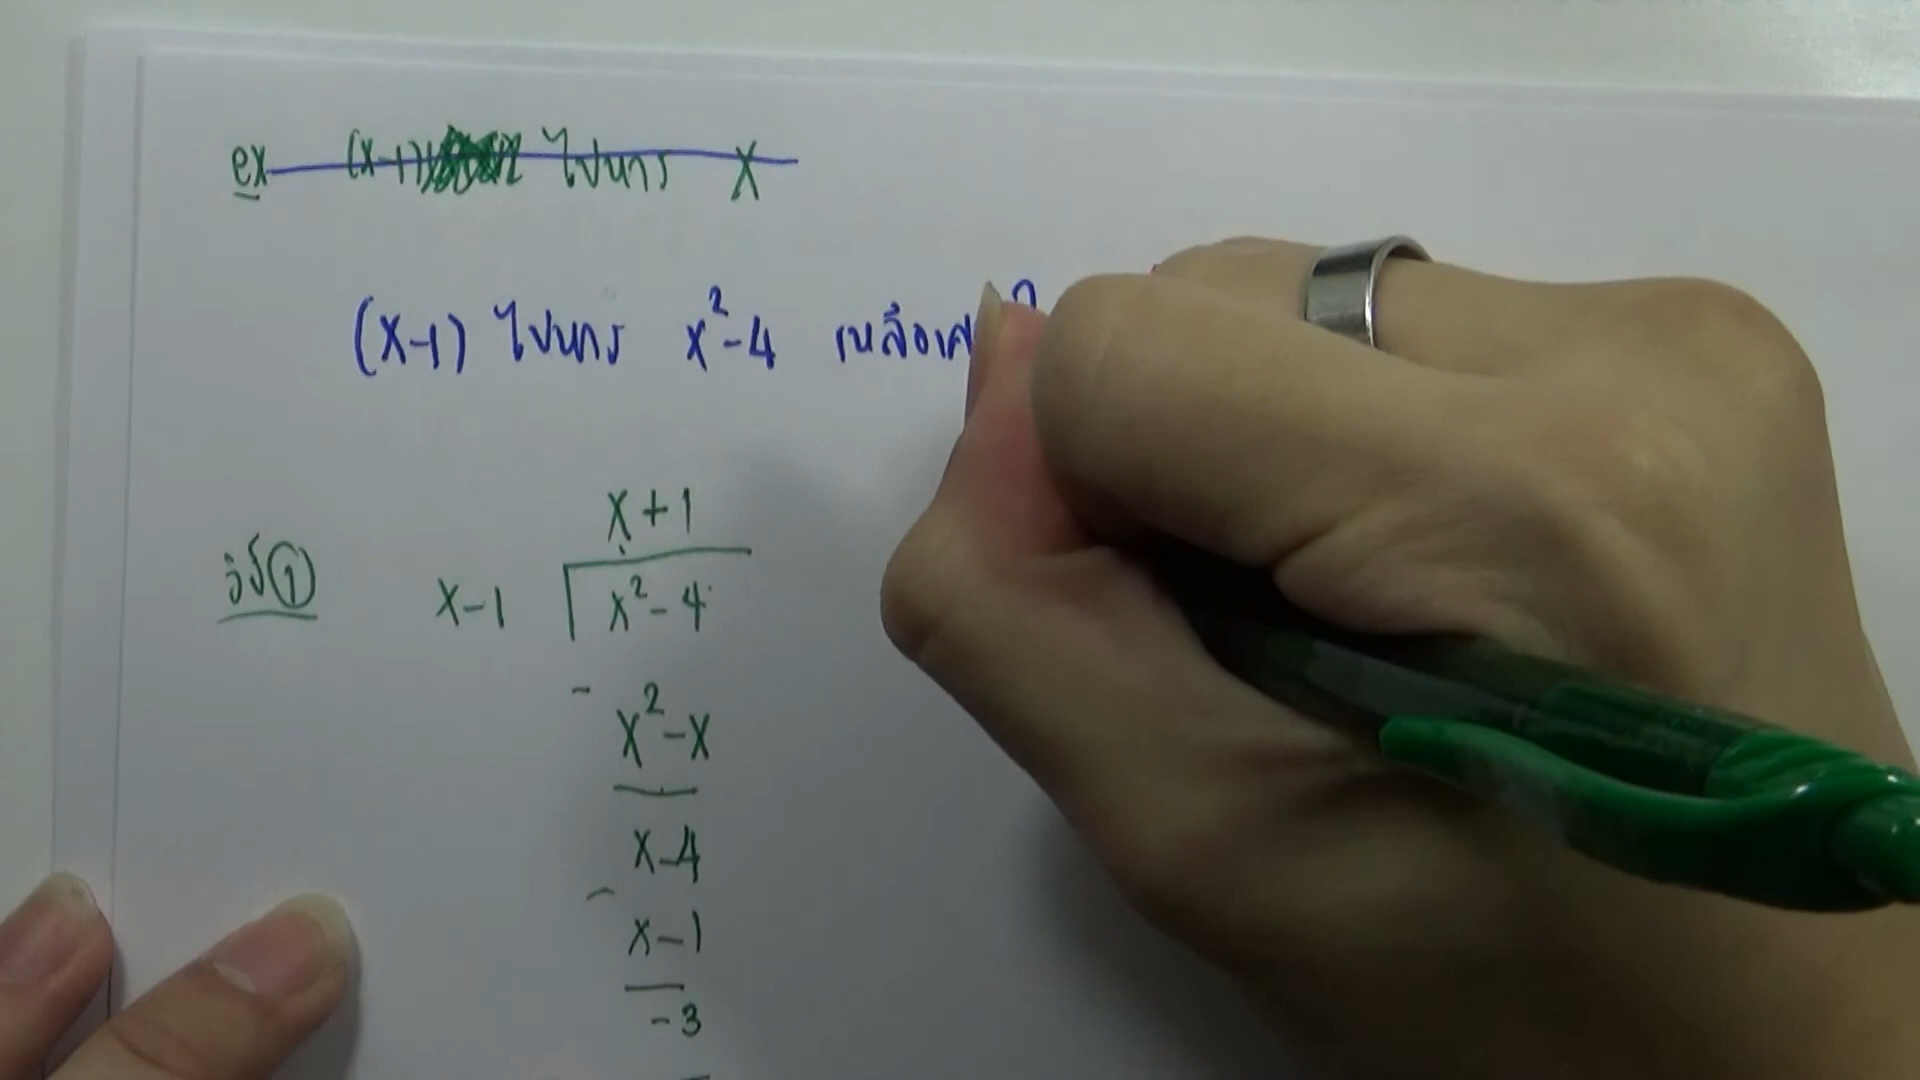 ex (x-1) ไปหาร x
(x-1) ไปหาร x²-4 เหลือเศ
x+1
วิธี ① x-1 x²-4
- x²-x
x-4
- x-1
-3